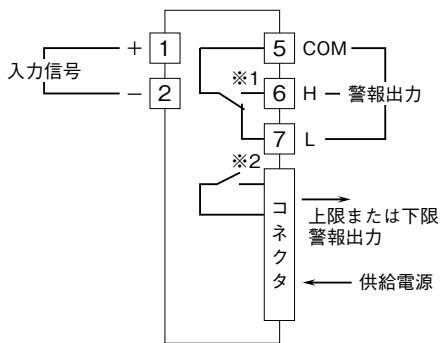 入力信号
+ 1
− 2
5 COM
※1
6 H
警報出力
7 L
※2
コネクタ
上限または下限
警報出力
供給電源